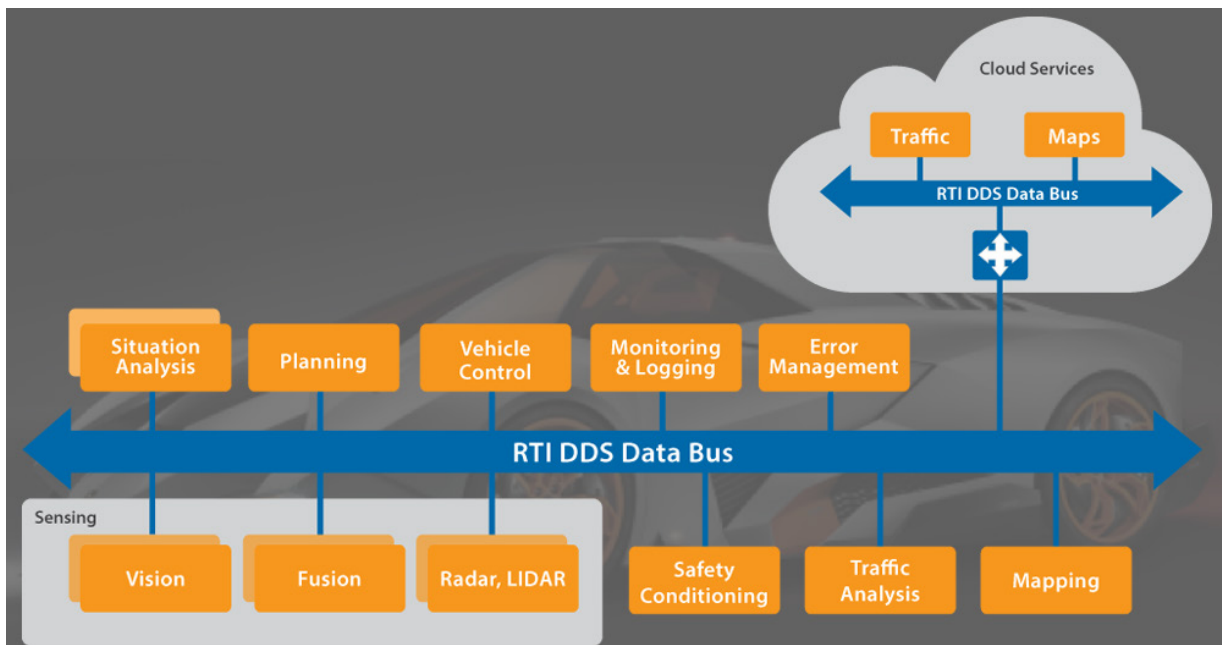 Cloud Services
Traffic
Maps
RTI DDS Data Bus
Situation
Analysis
Planning
Vehicle
Control
Monitoring
& Logging
Error
Management
RTI DDS Data Bus
Sensing
Vision
Fusion
Radar, LIDAR
Safety
Conditioning
Traffic
Analysis
Mapping